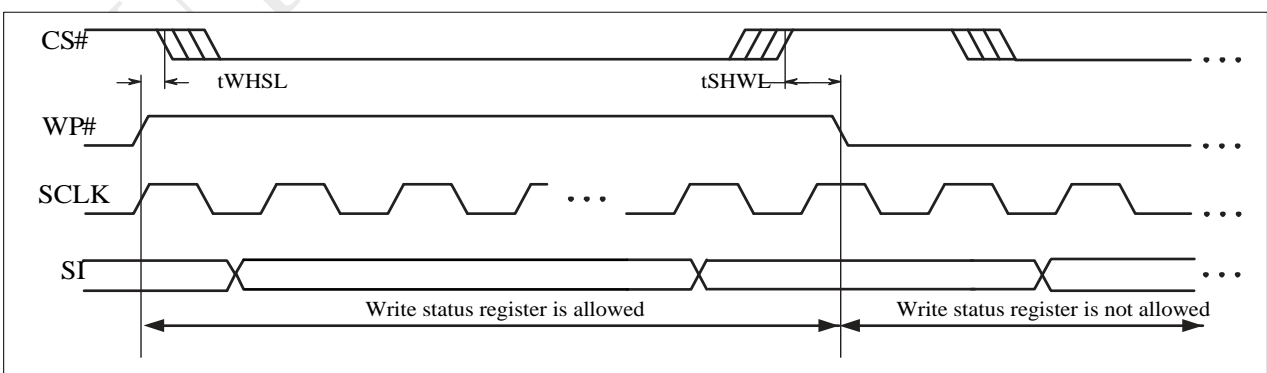 CS#
tWHSL
tSHWL
WP#
SCLK
SI
Write status register is allowed
Write status register is not allowed